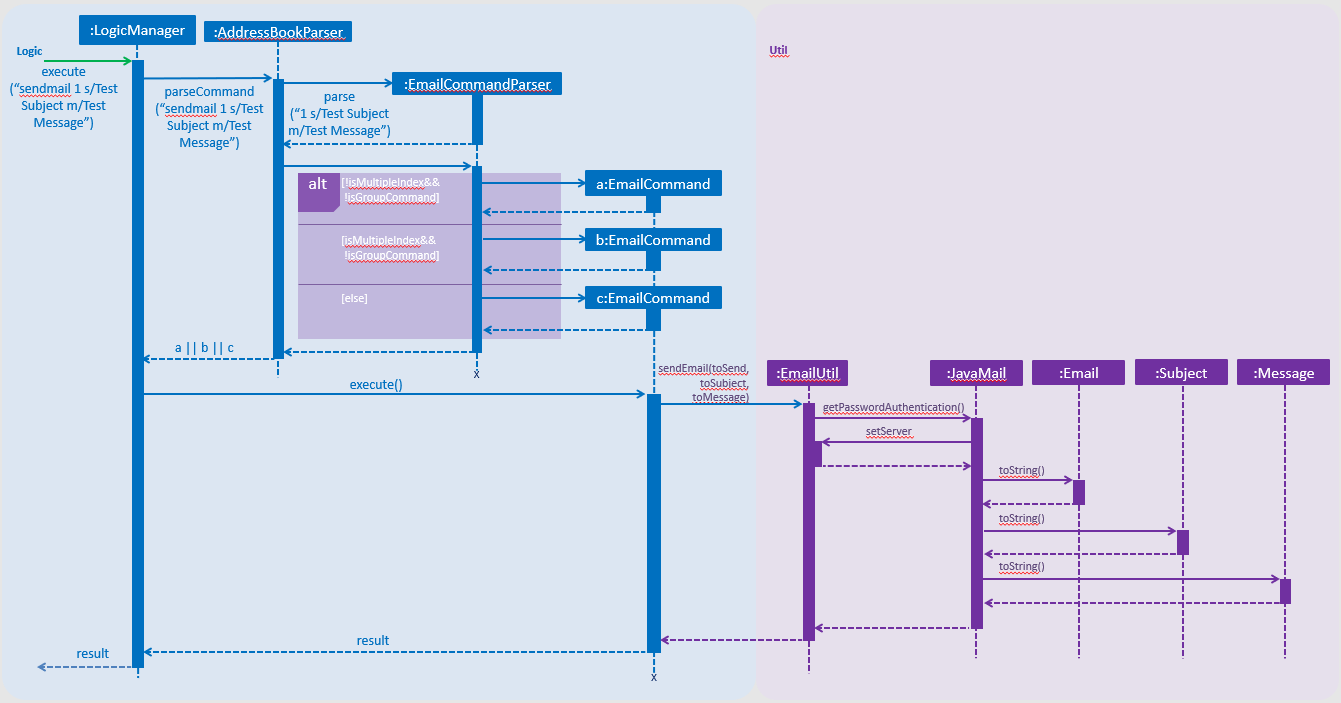 :LogicManager
:AddressBookParser
Logic
Util
execute
(“sendmail 1 s/Test
Subject m/Test
Message”)
parseCommand
(“sendmail 1 s/Test
Subject m/Test
Message”)
:EmailCommandParser
parse
(“1 s/Test Subject
m/Test Message”)
alt
[!isMultipleIndex&&
!isGroupCommand]
a:EmailCommand
[isMultipleIndex&&
!isGroupCommand]
b:EmailCommand
[else]
c:EmailCommand
a || b || c
x
execute()
sendEmail(toSend,
toSubject,
toMessage)
:EmailUtil
:JavaMail
:Email
:Subject
:Message
getPasswordAuthentication()
setServer
toString()
toString()
toString()
result
result
x